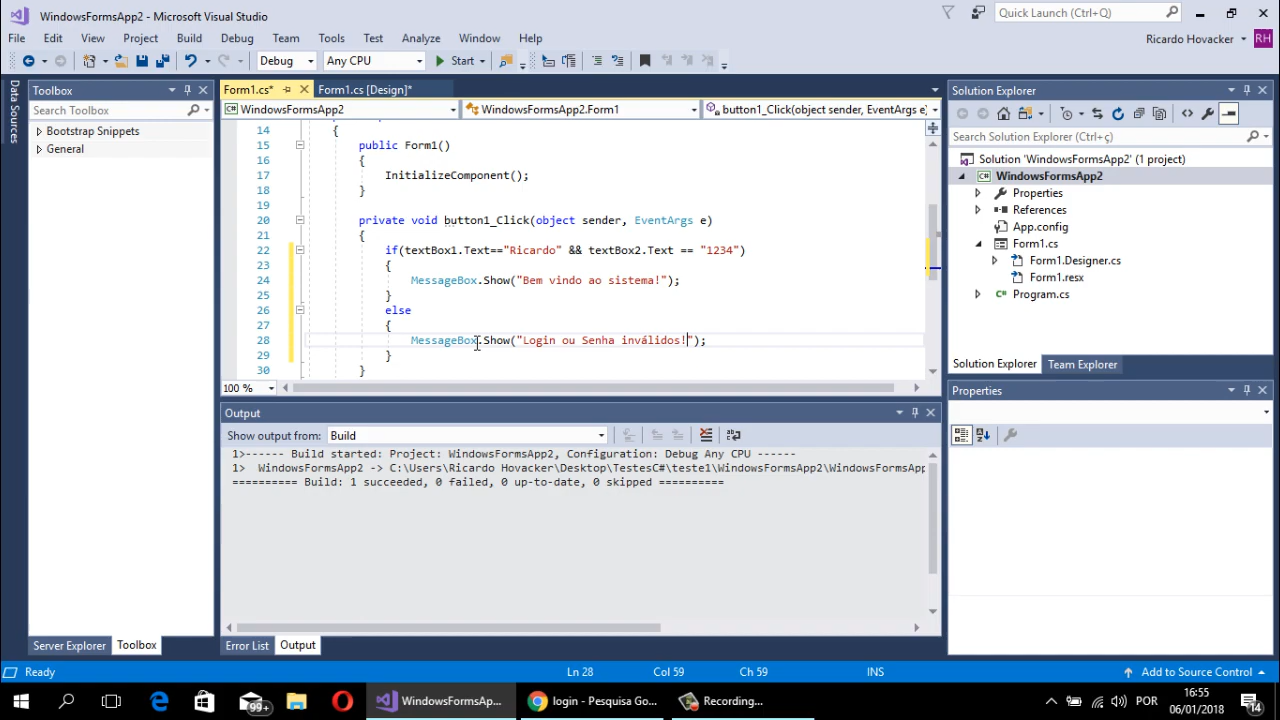 WindowsFormsApp2 - Microsoft Visual Studio
Quick Launch (Ctrl+Q)
File Edit View Project Build Debug Team Tools Test Analyze Window Help
Ricardo Hovacker RH
Debug Any CPU Start
Data Sources
Toolbox
Search Toolbox
Bootstrap Snippets
General
Form1.cs* Form1.cs [Design]*
WindowsFormsApp2 WindowsFormsApp2.Form1 button1_Click(object sender, EventArgs e)
14 {
15 public Form1()
16 {
17 InitializeComponent();
18 }
19
20 private void button1_Click(object sender, EventArgs e)
21 {
22 if(textBox1.Text=="Ricardo" && textBox2.Text == "1234")
23 {
24 MessageBox.Show("Bem vindo ao sistema!");
25 }
26 else
27 {
28 MessageBox.Show("Login ou Senha inválidos!");
29 }
30 }
100 %
Output
Show output from: Build
1>------ Build started: Project: WindowsFormsApp2, Configuration: Debug Any CPU ------
1> WindowsFormsApp2 -> C:\Users\Ricardo Hovacker\Desktop\TestesC#\teste1\WindowsFormsApp2\WindowsFormsApp
========== Build: 1 succeeded, 0 failed, 0 up-to-date, 0 skipped ==========
Server Explorer Toolbox
Error List Output
Solution Explorer
Search Solution Explorer (Ctrl+ç)
Solution 'WindowsFormsApp2' (1 project)
WindowsFormsApp2
Properties
References
App.config
Form1.cs
Form1.Designer.cs
Form1.resx
Program.cs
Solution Explorer Team Explorer
Properties
Ready Ln 28 Col 59 Ch 59 INS Add to Source Control
99+ WindowsFormsApp... login - Pesquisa Go... Recording... POR 16:55
06/01/2018
14